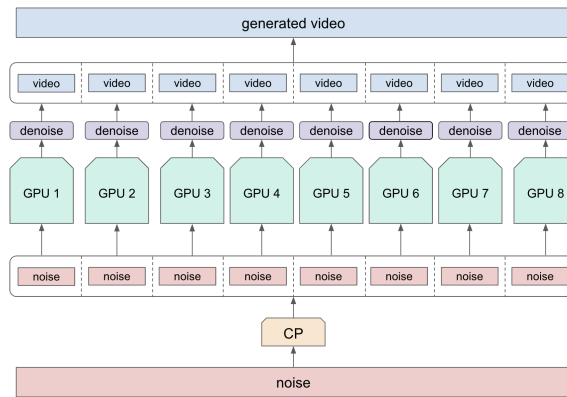 generated video
video video video video video video video video
denoise denoise denoise denoise denoise denoise denoise denoise
GPU 1 GPU 2 GPU 3 GPU 4 GPU 5 GPU 6 GPU 7 GPU 8
noise noise noise noise noise noise noise noise
CP
noise